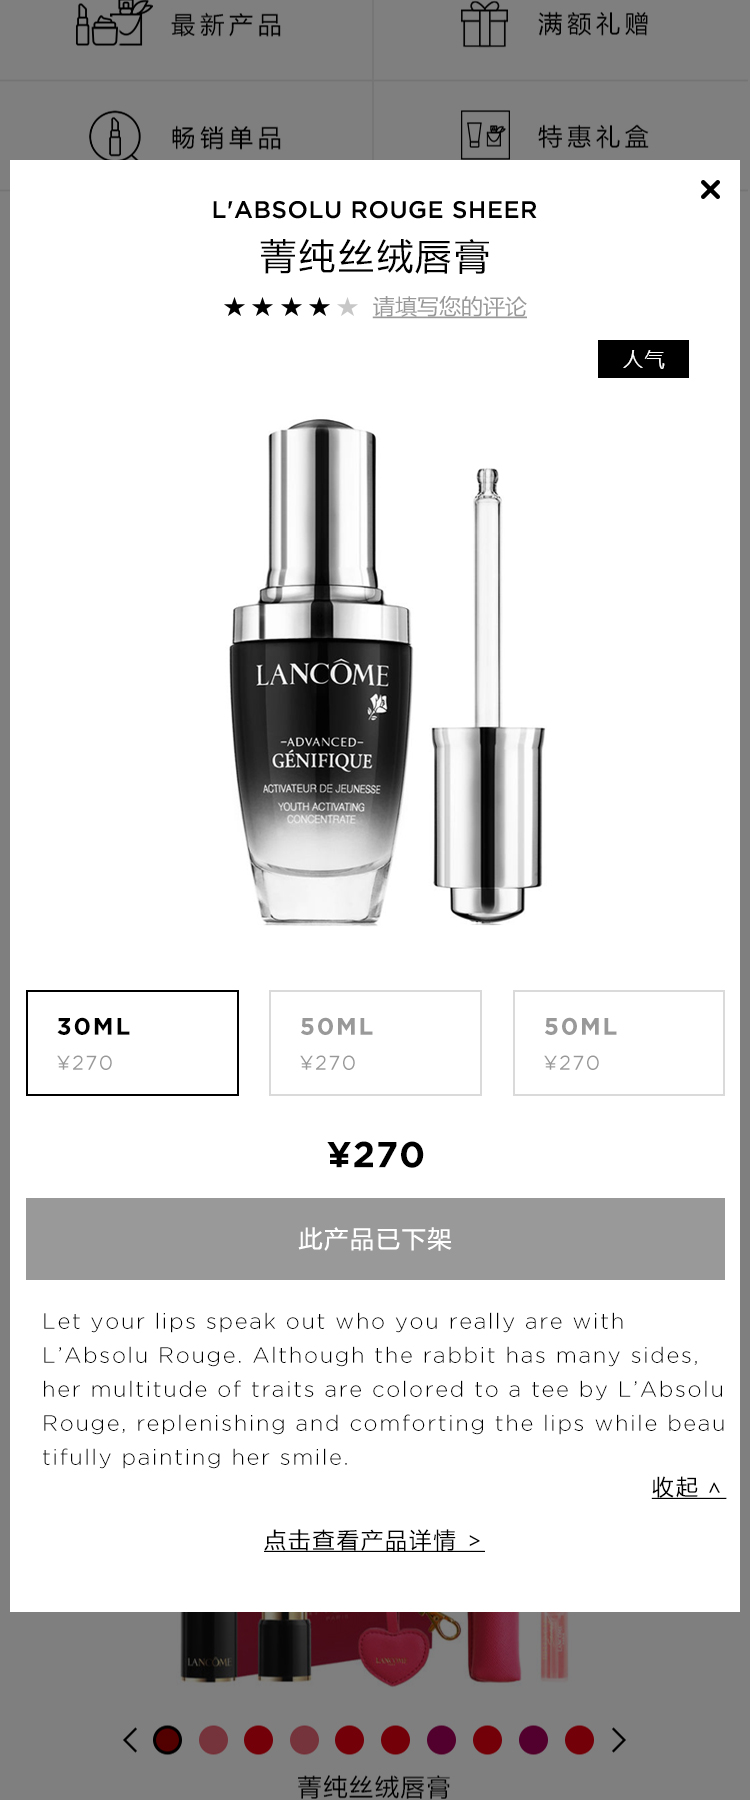 最新产品
满额礼赠
畅销单品
特惠礼盒
L'ABSOLU ROUGE SHEER
菁纯丝绒唇膏
请填写您的评论
人气
LANCÔME
–ADVANCED–
GÉNIFIQUE
ACTIVATEUR DE JEUNESSE
YOUTH ACTIVATING
CONCENTRATE
30ML
¥270
50ML
¥270
50ML
¥270
¥270
此产品已下架
Let your lips speak out who you really are with
L’Absolu Rouge. Although the rabbit has many sides,
her multitude of traits are colored to a tee by L’Absolu
Rouge, replenishing and comforting the lips while beau
tifully painting her smile.
收起 ^
点击查看产品详情 >
LANCÔME
LANCÔME
菁纯丝绒唇膏